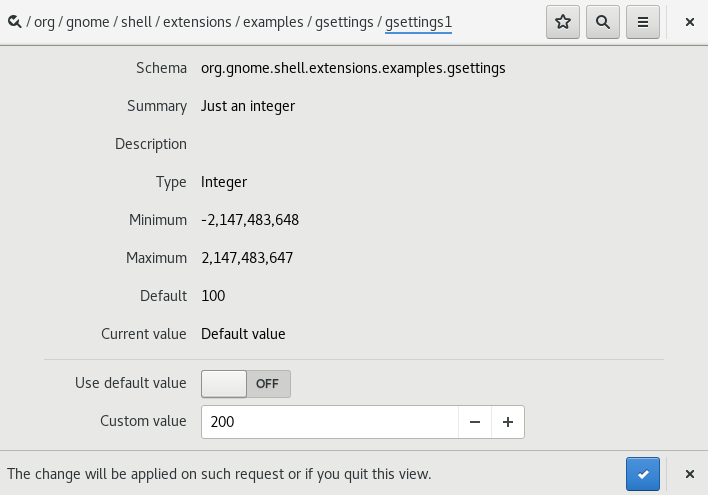 / org / gnome / shell / extensions / examples / gsettings / gsettings1
Schema org.gnome.shell.extensions.examples.gsettings
Summary Just an integer
Description
Type Integer
Minimum -2,147,483,648
Maximum 2,147,483,647
Default 100
Current value Default value
Use default value OFF
Custom value 200
The change will be applied on such request or if you quit this view.